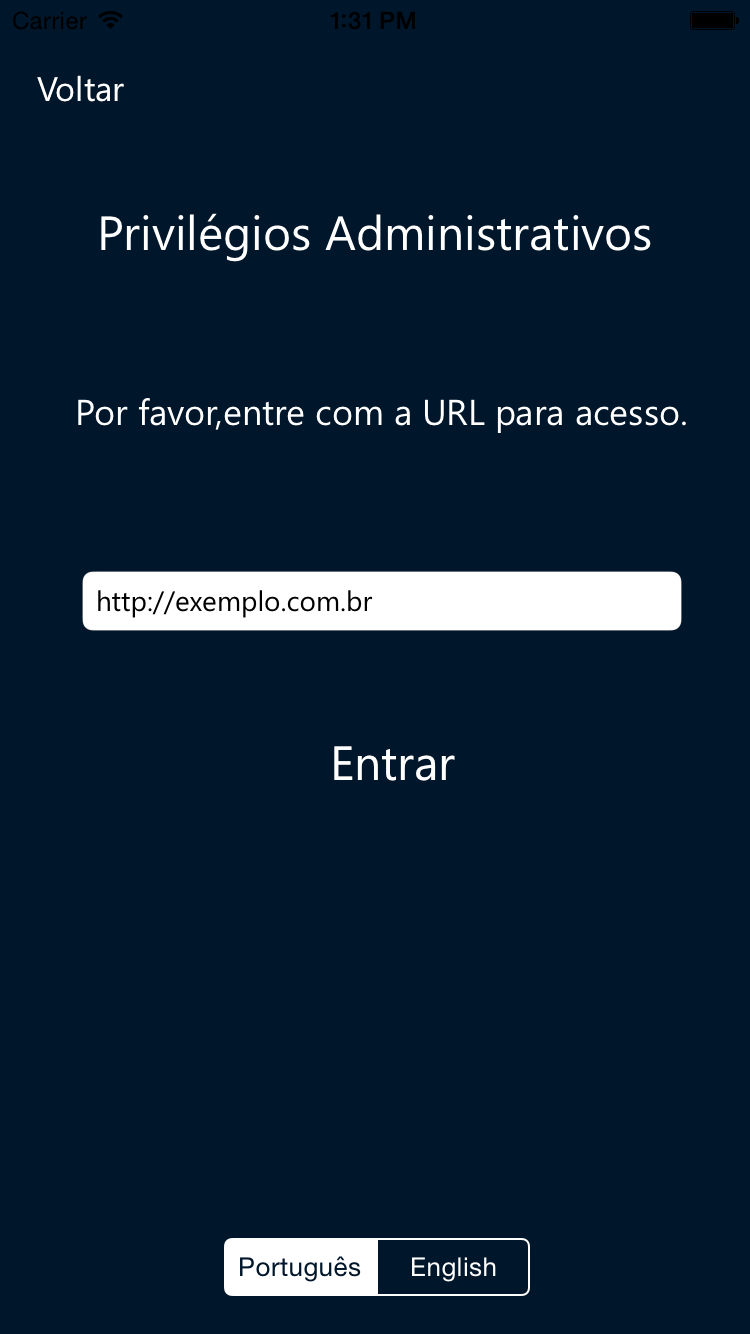 Carrier 1:31 PM
Voltar
Privilégios Administrativos
Por favor,entre com a URL para acesso.
http://exemplo.com.br
Entrar
Português English